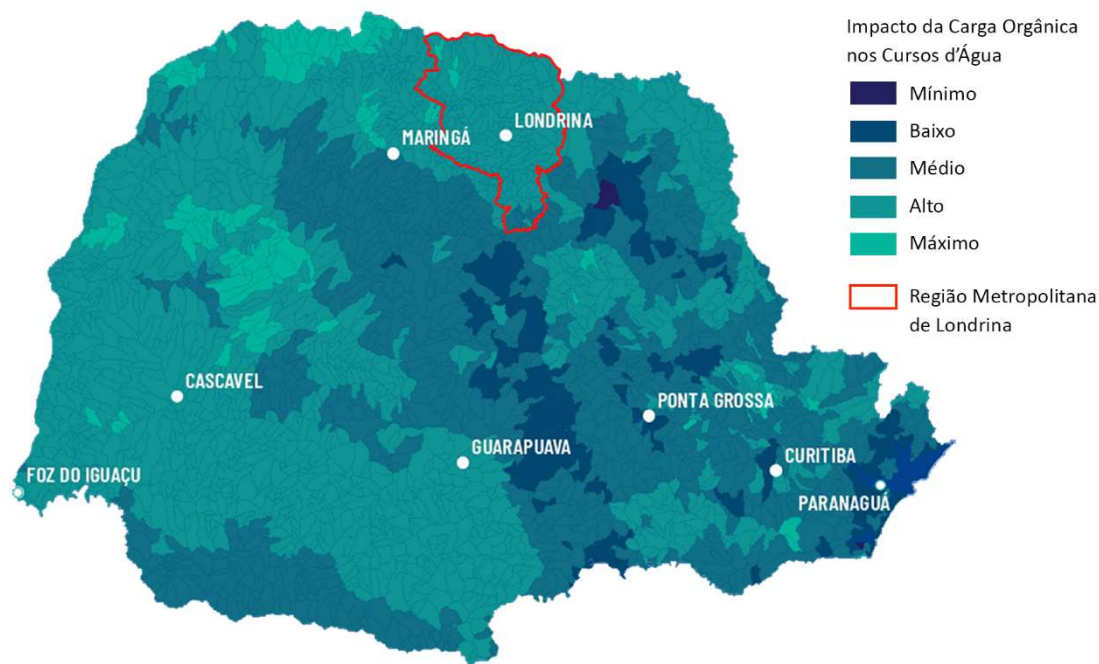 Impacto da Carga Orgânica
nos Cursos d'Água
Mínimo
Baixo
Médio
Alto
Máximo
Região Metropolitana
de Londrina
LONDRINA
MARINGÁ
CASCAVEL
PONTA GROSSA
GUARAPUAVA
CURITIBA
FOZ DO IGUAÇU
PARANAGUÁ